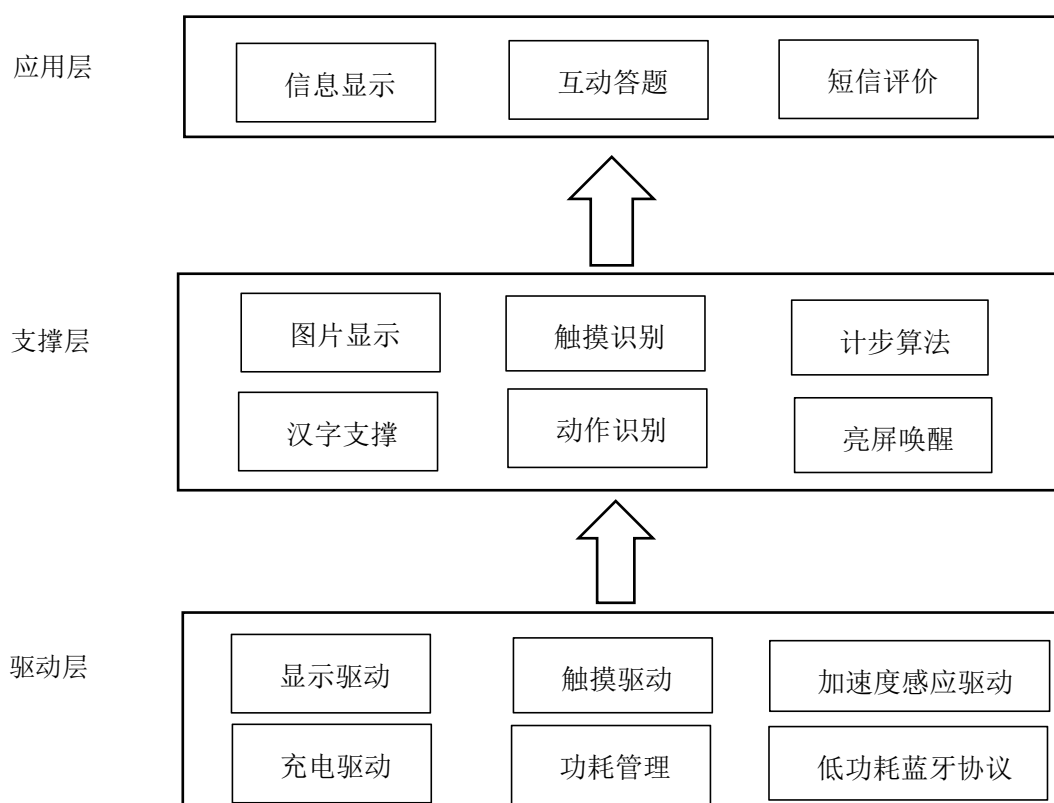 应用层
信息显示
互动答题
短信评价
支撑层
图片显示
触摸识别
计步算法
汉字支撑
动作识别
亮屏唤醒
驱动层
显示驱动
触摸驱动
加速度感应驱动
充电驱动
功耗管理
低功耗蓝牙协议